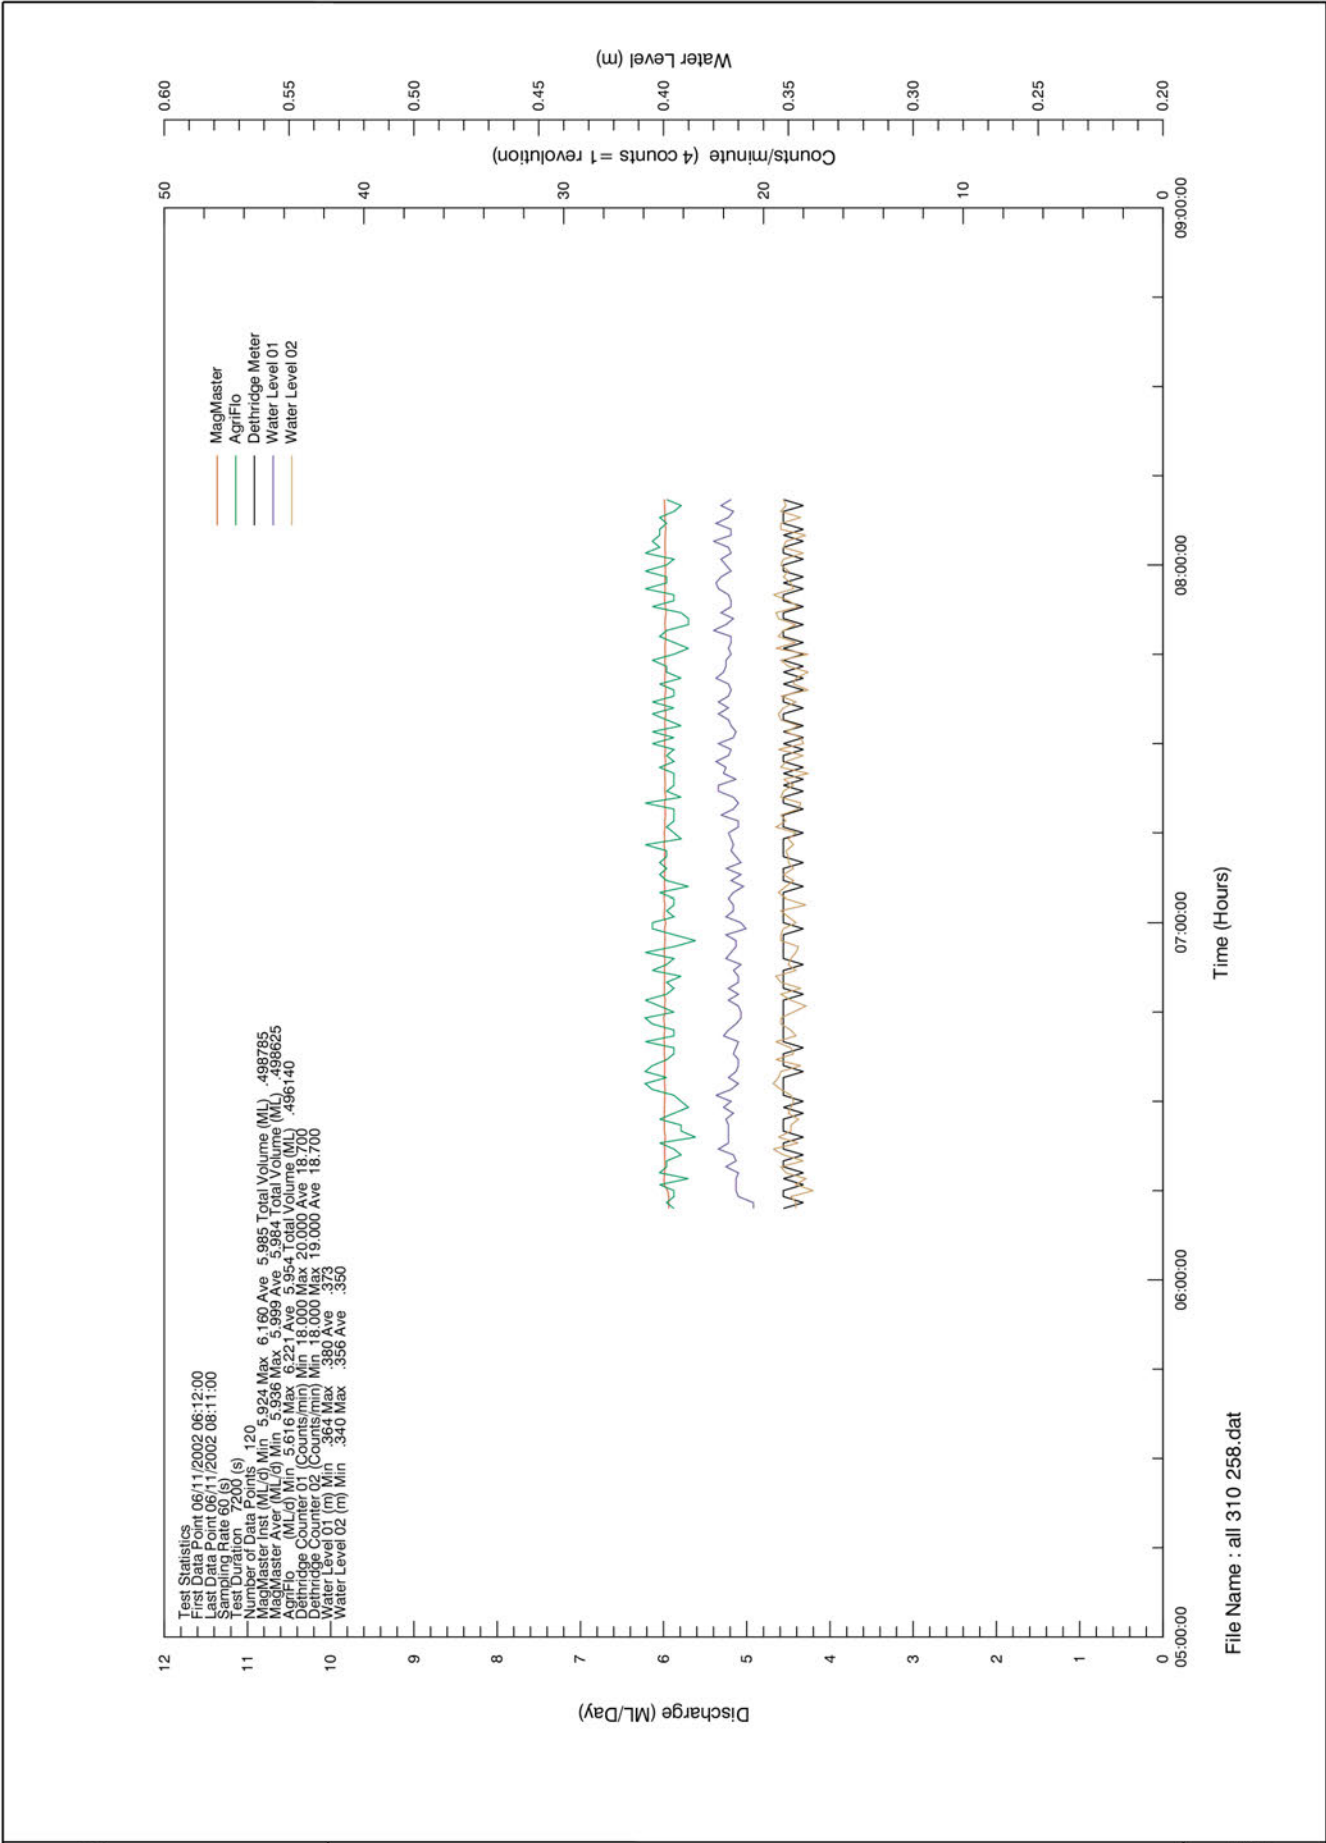 Test Statistics
First Data Point 06/11/2002 06:12:00
Last Data Point 06/11/2002 08:11:00
Sampling Rate 60 (s)
Test Duration 7200 (s)
Number of Data Points 120
MagMaster Inst (ML/d) Min 5.924 Max 6.160 Ave 5.985 Total Volume (ML) .498785
MagMaster Aver (ML/d) Min 5.936 Max 5.999 Ave 5.984 Total Volume (ML) .498625
AgriFlo (ML/d) Min 5.616 Max 6.221 Ave 5.954 Total Volume (ML) .496140
Dethridge Counter 01 (Counts/min) Min 18.000 Max 20.000 Ave 18.700
Dethridge Counter 02 (Counts/min) Min 18.000 Max 19.000 Ave 18.700
Water Level 01 (m) Min .364 Max .380 Ave .373
Water Level 02 (m) Min .340 Max .356 Ave .350
MagMaster
AgriFlo
Dethridge Meter
Water Level 01
Water Level 02
Discharge (ML/Day)
12
11
10
9
8
7
6
5
4
3
2
1
0
05:00:00
06:00:00
07:00:00
08:00:00
09:00:00
Time (Hours)
50
40
30
20
10
0
Counts/minute (4 counts = 1 revolution)
0.60
0.55
0.50
0.45
0.40
0.35
0.30
0.25
0.20
Water Level (m)
File Name : all 310 258.dat